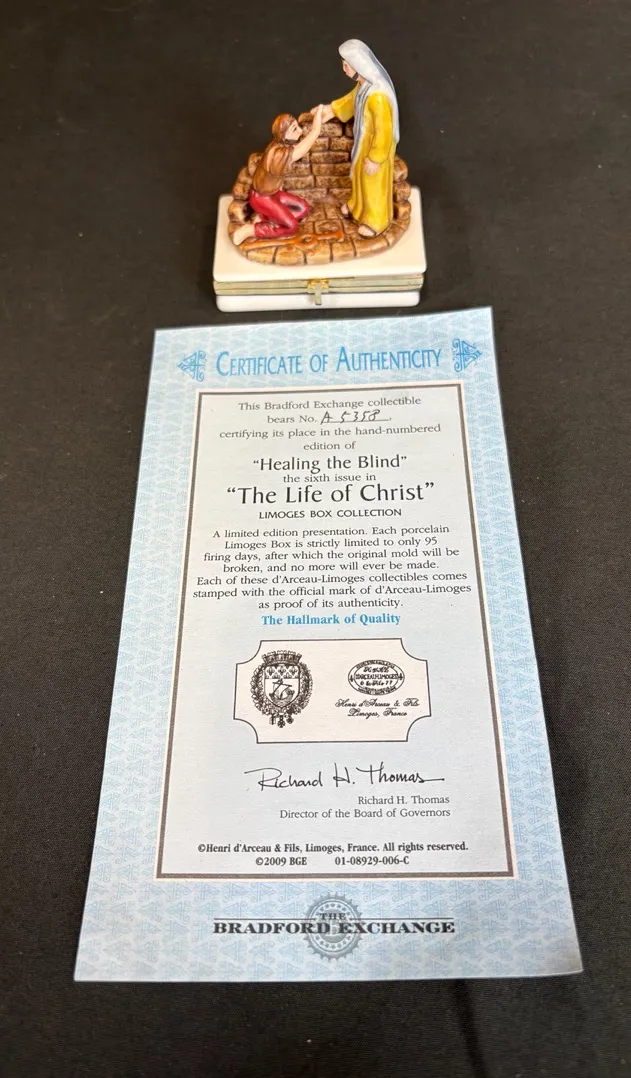 CERTIFICATE OF AUTHENTICITY
This Bradford Exchange collectible
bears No. A 5358,
certifying its place in the hand-numbered
edition of
“Healing the Blind”
the sixth issue in
“The Life of Christ”
LIMOGES BOX COLLECTION
A limited edition presentation. Each porcelain
Limoges Box is strictly limited to only 95
firing days, after which the original mold will be
broken, and no more will ever be made.
Each of these d'Arceau-Limoges collectibles comes
stamped with the official mark of d'Arceau-Limoges
as proof of its authenticity.
The Hallmark of Quality
D'ARCEAU-LIMOGES
Henri d'Arceau & Fils
Limoges, France
Richard H. Thomas
Richard H. Thomas
Director of the Board of Governors
©Henri d'Arceau & Fils, Limoges, France. All rights reserved.
©2009 BGE 01-08929-006-C
THE
BRADFORD EXCHANGE